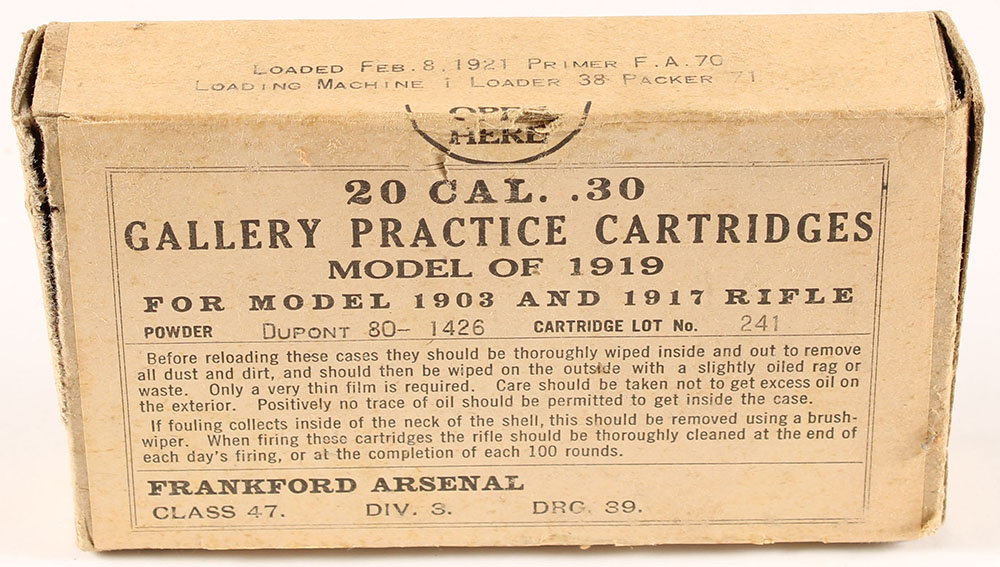 LOADED FEB. 8, 1921 PRIMER F.A. 70
LOADING MACHINE 1 LOADER 38 PACKER 71
HERE
20 CAL. .30
GALLERY PRACTICE CARTRIDGES
MODEL OF 1919
FOR MODEL 1903 AND 1917 RIFLE
POWDER DUPONT 80- 1426 CARTRIDGE LOT No. 241
Before reloading these cases they should be thoroughly wiped inside and out to remove
all dust and dirt, and should then be wiped on the outside with a slightly oiled rag or
waste. Only a very thin film is required. Care should be taken not to get excess oil on
the exterior. Positively no trace of oil should be permitted to get inside the case.
If fouling collects inside of the neck of the shell, this should be removed using a brush-
wiper. When firing these cartridges the rifle should be thoroughly cleaned at the end of
each day's firing, or at the completion of each 100 rounds.
FRANKFORD ARSENAL
CLASS 47. DIV. 3. DRG. 39.